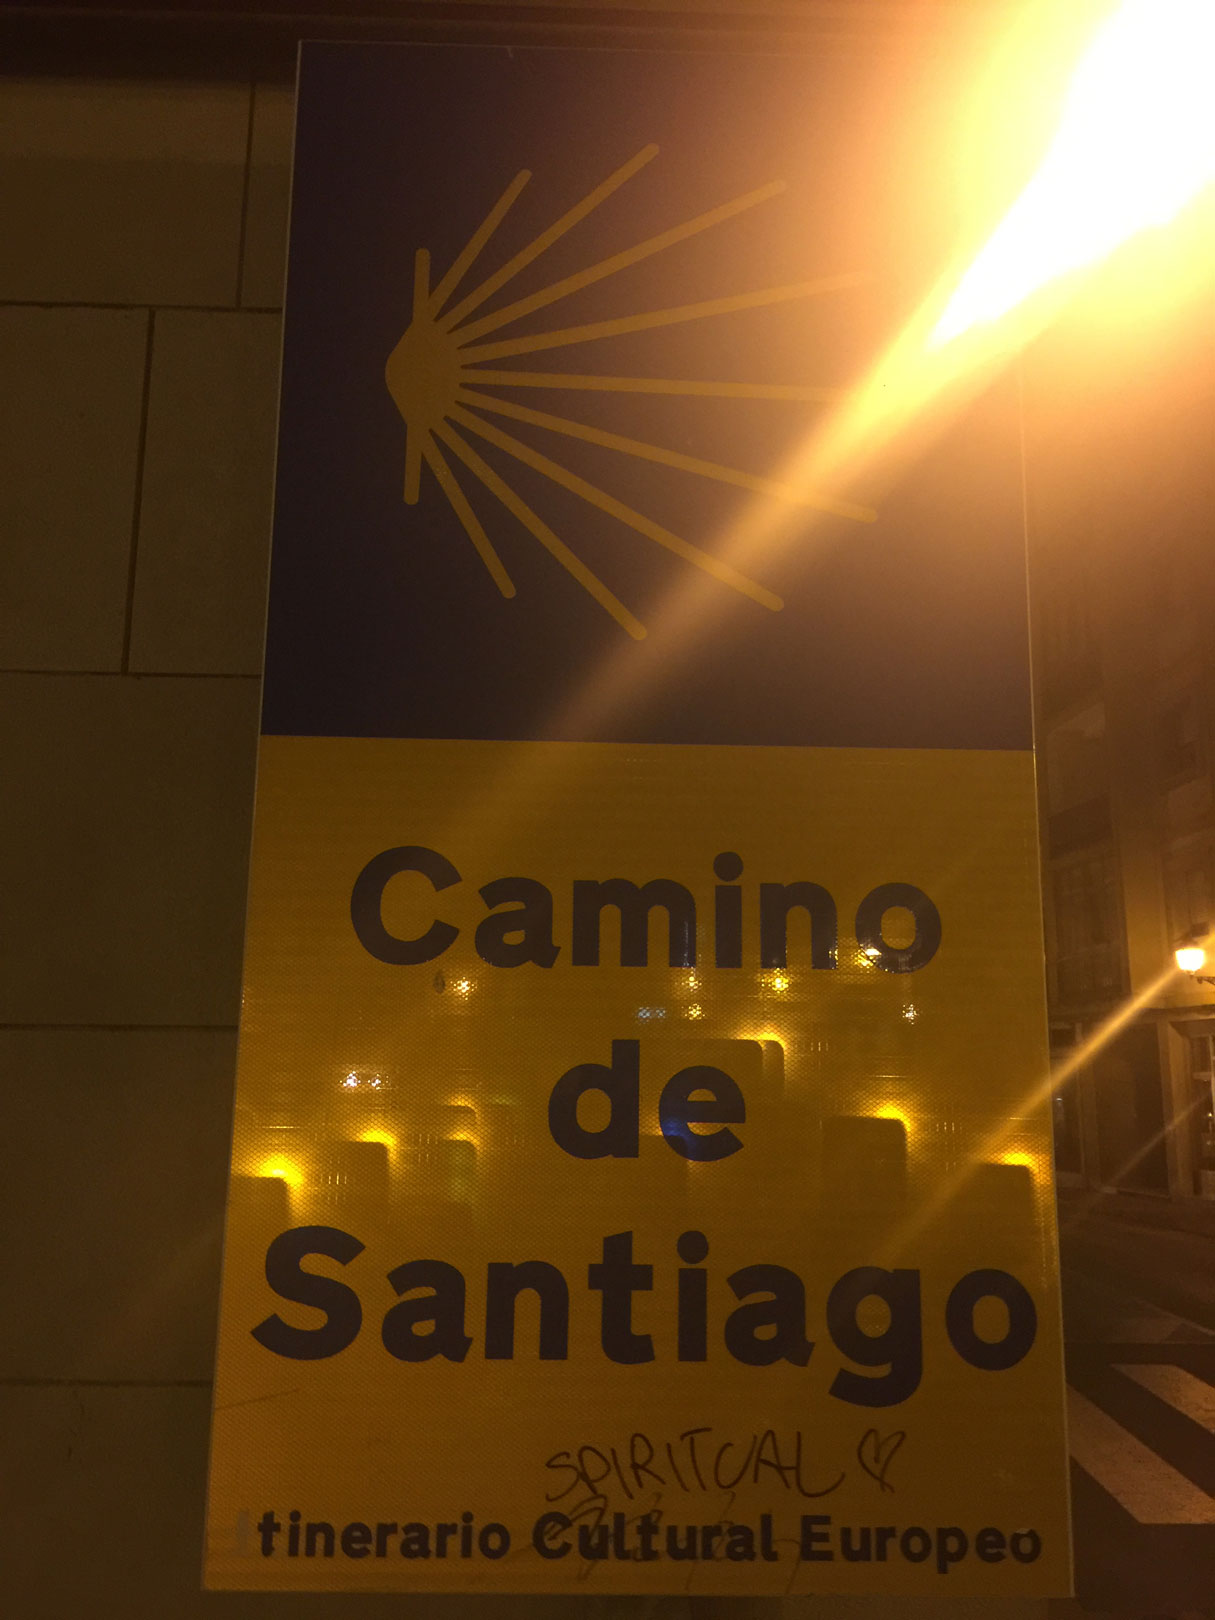 Camino
de
Santiago
SPIRITUAL
Itinerario Cultural Europeo